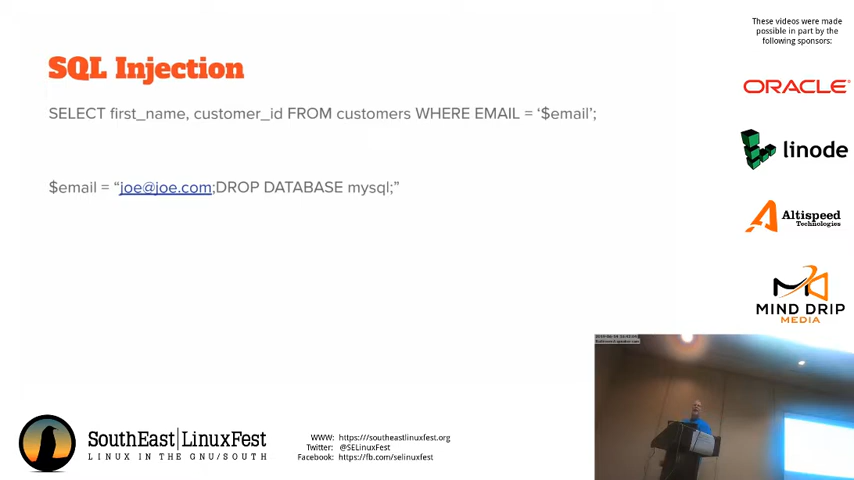 These videos were made
possible in part by the
following sponsors:
SQL Injection
SELECT first_name, customer_id FROM customers WHERE EMAIL = ‘$email’;
$email = “joe@joe.com;DROP DATABASE mysql;”
ORACLE
linode
Altispeed
Technologies
MIND DRIP
MEDIA
SouthEast|LinuxFest
LINUX IN THE GNU/SOUTH
WWW: https:///southeastlinuxfest.org
Twitter: @SELinuxFest
Facebook: https://fb.com/selinuxfest